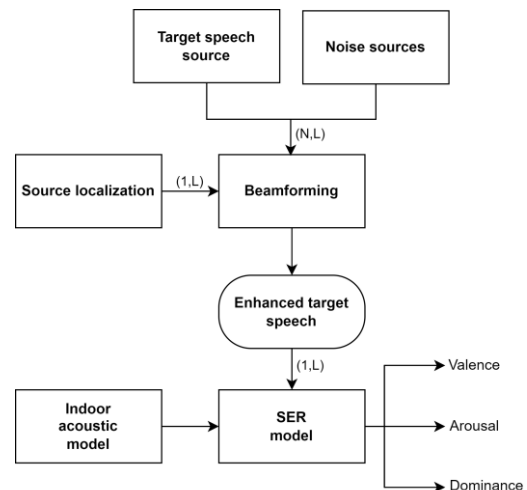 Target speech
source
Noise sources
(N,L)
Source localization
(1,L)
Beamforming
Enhanced target
speech
(1,L)
Indoor
acoustic
model
SER
model
Valence
Arousal
Dominance